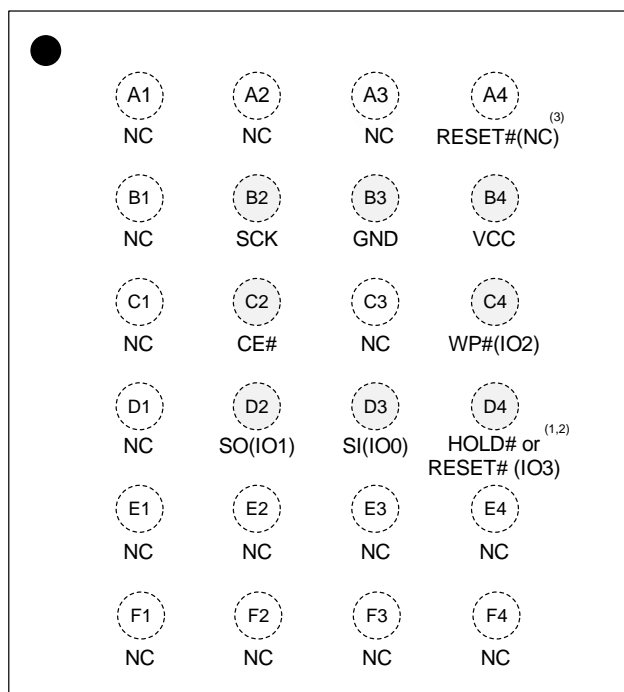 A1 A2 A3 A4
NC NC NC RESET#(NC) (3)
B1 B2 B3 B4
NC SCK GND VCC
C1 C2 C3 C4
NC CE# NC WP#(IO2)
D1 D2 D3 D4
NC SO(IO1) SI(IO0) HOLD# or (1,2)
RESET# (IO3)
E1 E2 E3 E4
NC NC NC NC
F1 F2 F3 F4
NC NC NC NC